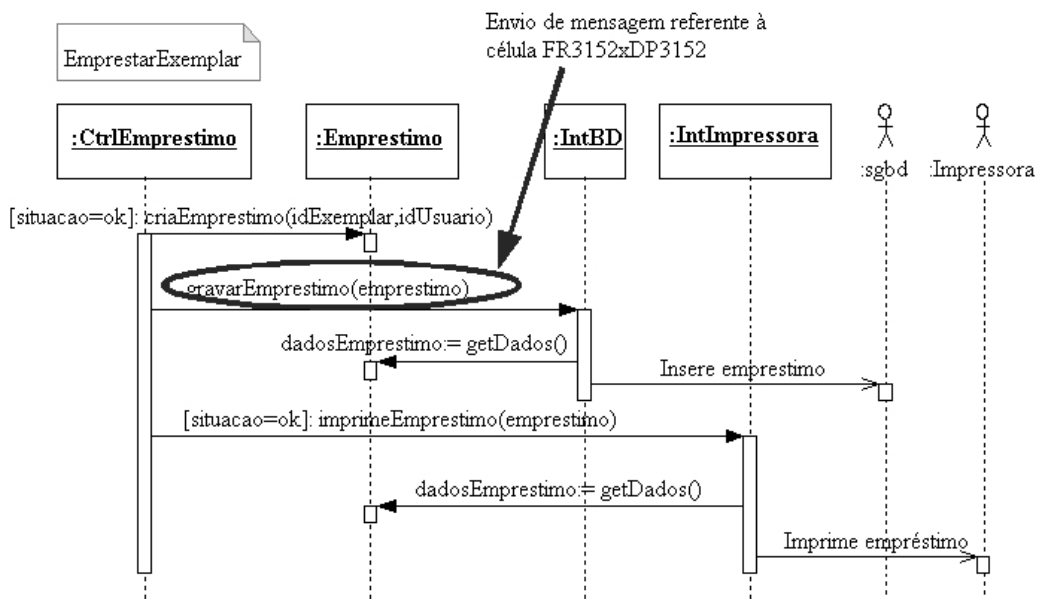 Envio de mensagem referente à
célula FR3152xDP3152
EmprestarExemplar
:CtrlEmprestimo
:Emprestimo
:IntBD
:IntImpressora
:sgbd
:Impressora
[situacao=ok]: criaEmprestimo(idExemplar,idUsuario)
gravarEmprestimo(emprestimo)
dadosEmprestimo:= getDados()
Insere emprestimo
[situacao=ok]: imprimeEmprestimo(emprestimo)
dadosEmprestimo:= getDados()
Imprime empréstimo